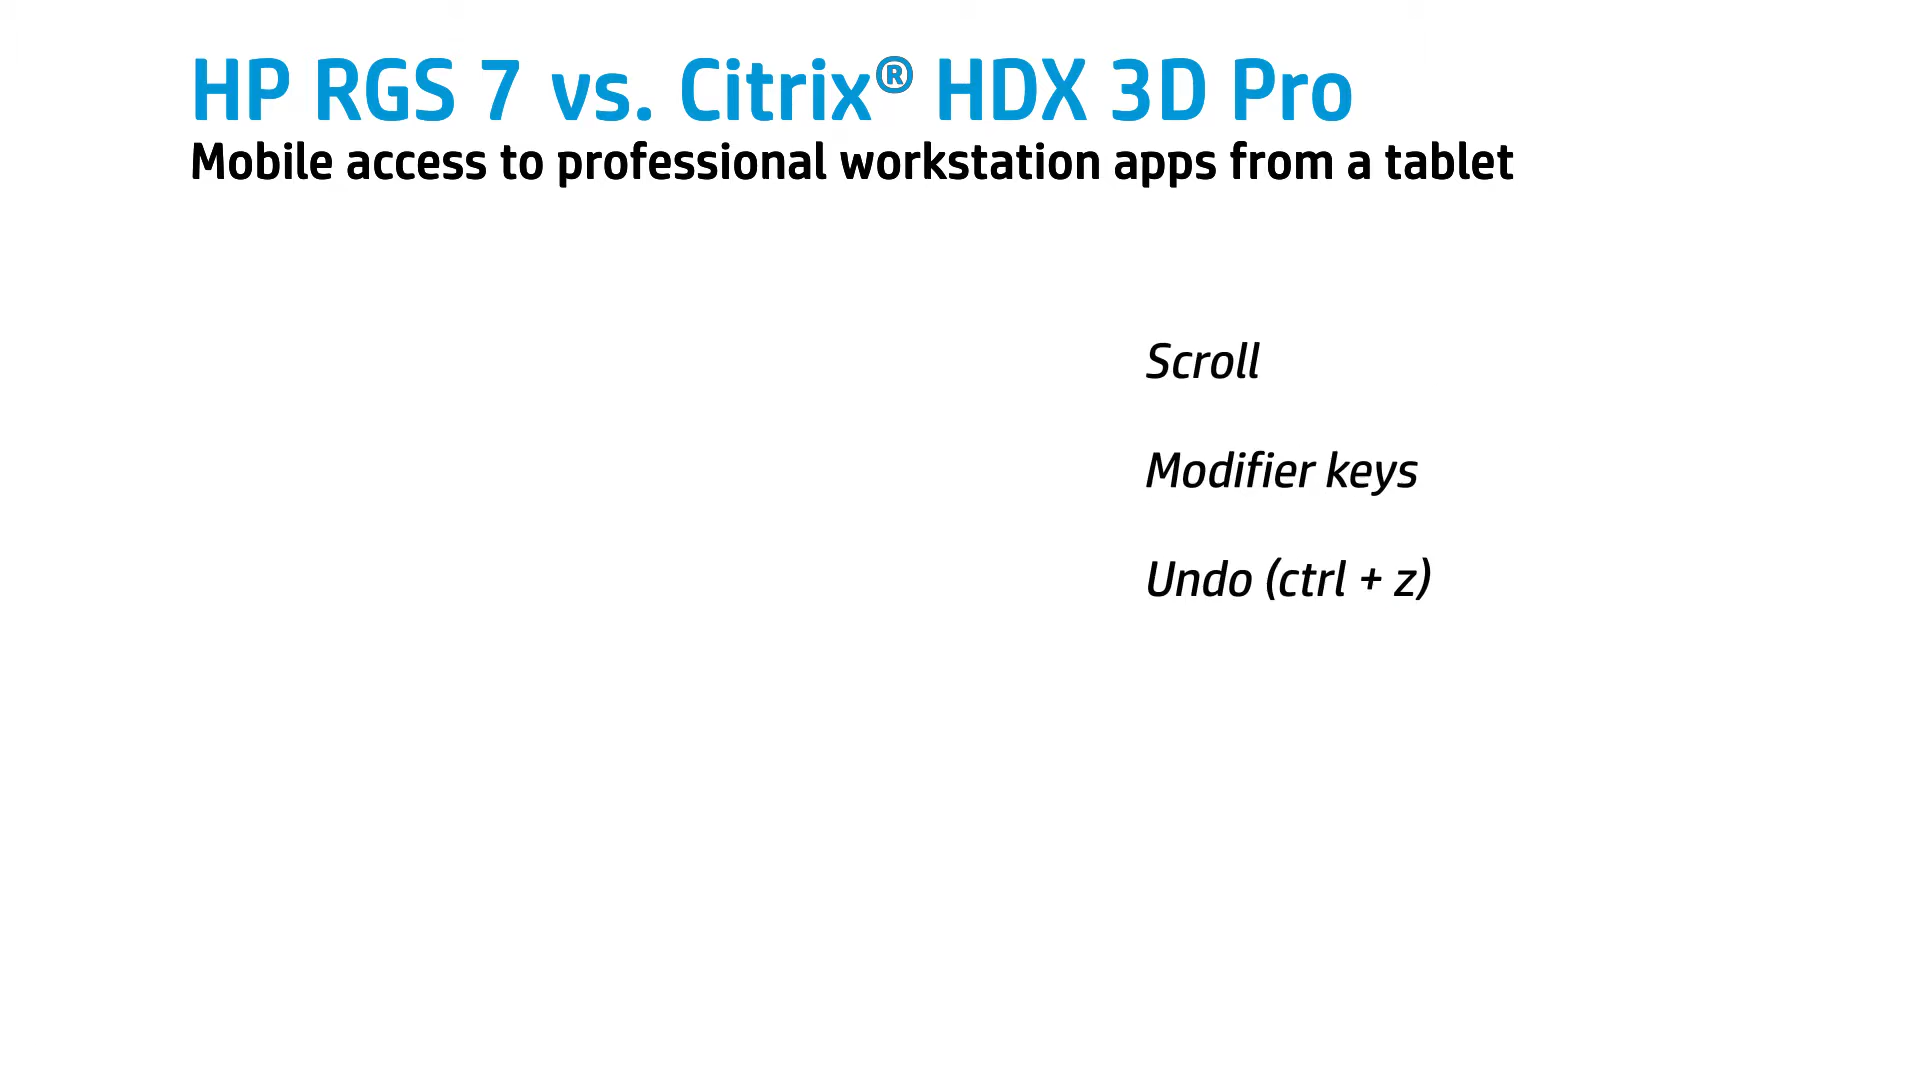 HP RGS 7 vs. Citrix® HDX 3D Pro
Mobile access to professional workstation apps from a tablet
Scroll
Modifier keys
Undo (ctrl + z)